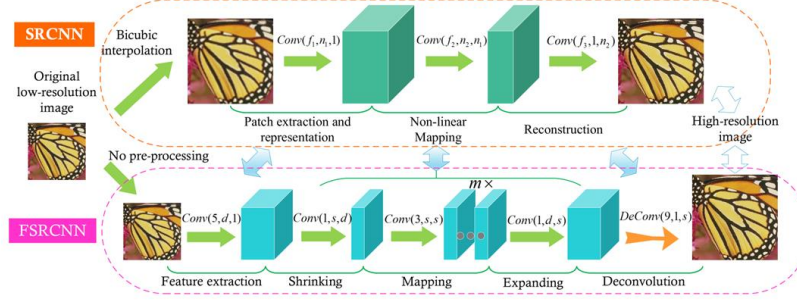 SRCNN
Bicubic
interpolation
Conv(f₁,n₁,1)
Conv(f₂,n₂,n₁)
Conv(f₃,1,n₂)
Original
low-resolution
image
Patch extraction and
representation
Non-linear
Mapping
Reconstruction
High-resolution
image
No pre-processing
m×
FSRCNN
Conv(5,d,1)
Conv(1,s,d)
Conv(3,s,s)
Conv(1,d,s)
DeConv(9,1,s)
Feature extraction
Shrinking
Mapping
Expanding
Deconvolution